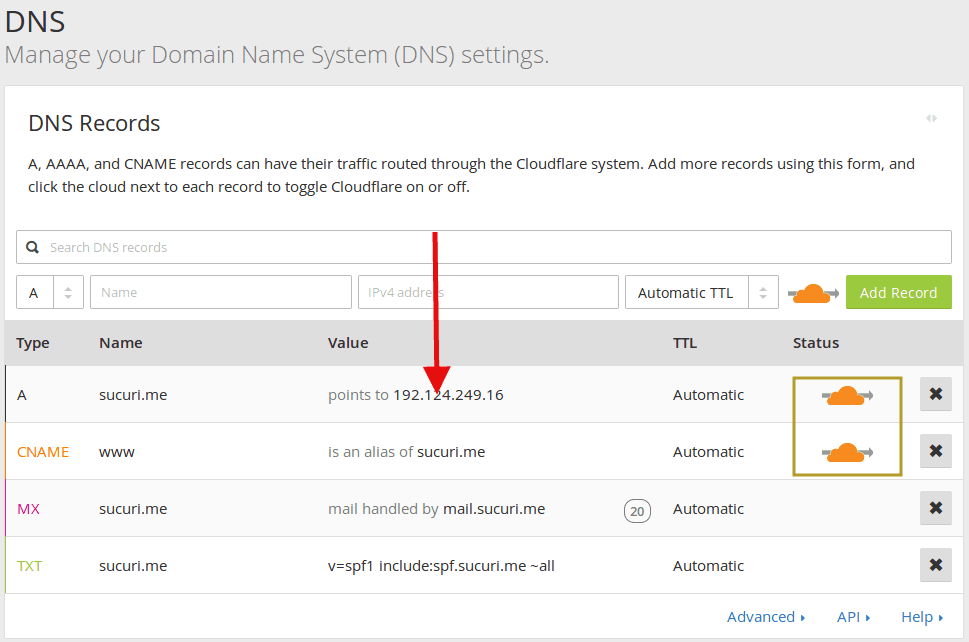 DNS
Manage your Domain Name System (DNS) settings.
DNS Records
A, AAAA, and CNAME records can have their traffic routed through the Cloudflare system. Add more records using this form, and
click the cloud next to each record to toggle Cloudflare on or off.
Search DNS records
A Name IPv4 address Automatic TTL Add Record
Type Name Value TTL Status
A sucuri.me points to 192.124.249.16 Automatic
CNAME www is an alias of sucuri.me Automatic
MX sucuri.me mail handled by mail.sucuri.me 20 Automatic
TXT sucuri.me v=spf1 include:spf.sucuri.me ~all Automatic
Advanced API Help